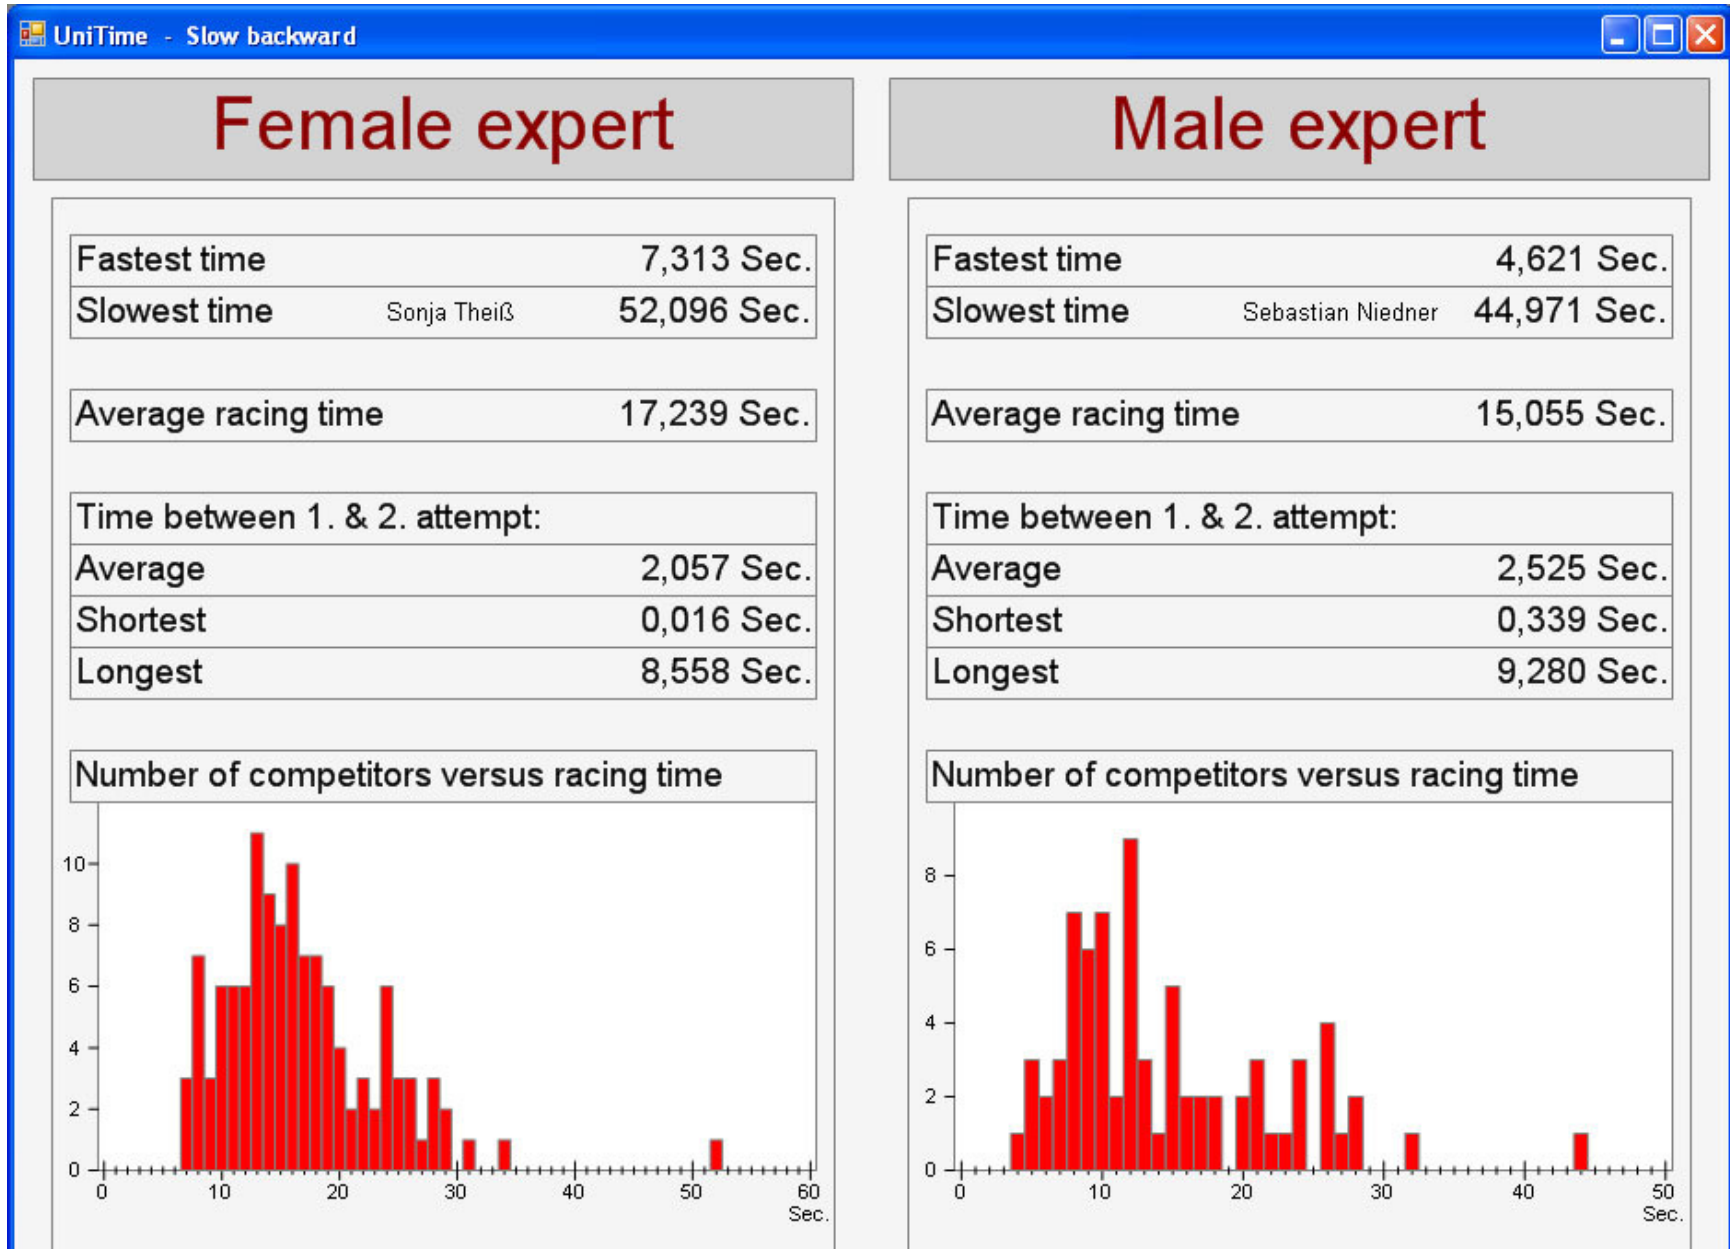 UniTime - Slow backward
Female expert
Fastest time 7,313 Sec.
Slowest time Sonja Theiß 52,096 Sec.
Average racing time 17,239 Sec.
Time between 1. & 2. attempt:
Average 2,057 Sec.
Shortest 0,016 Sec.
Longest 8,558 Sec.
Number of competitors versus racing time
10
8
6
4
2
0
0 10 20 30 40 50 60
Sec.
Male expert
Fastest time 4,621 Sec.
Slowest time Sebastian Niedner 44,971 Sec.
Average racing time 15,055 Sec.
Time between 1. & 2. attempt:
Average 2,525 Sec.
Shortest 0,339 Sec.
Longest 9,280 Sec.
Number of competitors versus racing time
8
6
4
2
0
0 10 20 30 40 50
Sec.